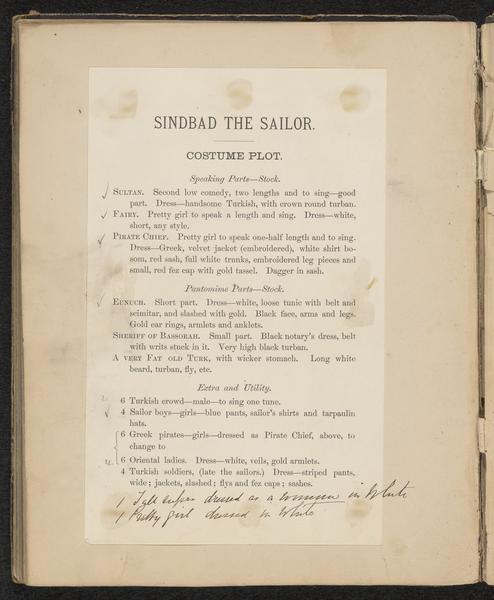 SINDBAD THE SAILOR.
COSTUME PLOT.
Speaking Parts—Stock.
SULTAN. Second low comedy, two lengths and to sing—good
part. Dress—handsome Turkish, with crown round turban.
FAIRY. Pretty girl to speak a length and sing. Dress—white,
short, any style.
PIRATE CHIEF. Pretty girl to speak one-half length and to sing.
Dress—Greek, velvet jacket (embroidered), white shirt bo-
som, red sash, full white trunks, embroidered leg pieces and
small, red fez cap with gold tassel. Dagger in sash.
Pantomime Parts—Stock.
EUNUCH. Short part. Dress—white, loose tunic with belt and
scimitar, and slashed with gold. Black face, arms and legs.
Gold ear rings, armlets and anklets.
SHERIFF OF BASSORAH. Small part. Black notary's dress, belt
with writs stuck in it. Very high black turban.
A VERY FAT OLD TURK, with wicker stomach. Long white
beard, turban, fly, etc.
Extra and Utility.
6 Turkish crowd—male—to sing one tune.
4 Sailor boys—girls—blue pants, sailor's shirts and tarpaulin
hats.
6 Greek pirates—girls—dressed as Pirate Chief, above, to
change to
6 Oriental ladies. Dress—white, veils, gold armlets.
4 Turkish soldiers, (late the sailors.) Dress—striped pants,
wide; jackets, slashed; flys and fez caps; sashes.
1 Tall super dressed as a woman in White
1 Pretty girl dressed in White